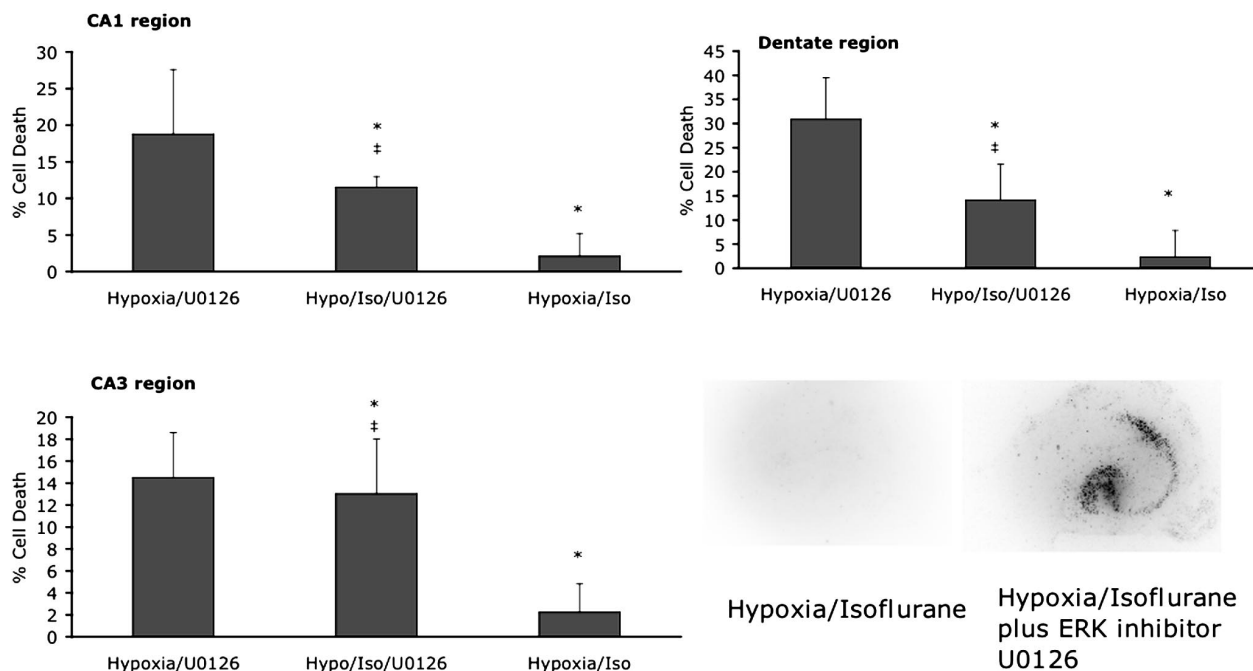 CA1 region
% Cell Death
30
25
20
15
10
5
0
*
‡
*
Hypoxia/U0126 Hypo/Iso/U0126 Hypoxia/Iso
Dentate region
% Cell Death
45
40
35
30
25
20
15
10
5
0
*
‡
*
Hypoxia/U0126 Hypo/Iso/U0126 Hypoxia/Iso
CA3 region
% Cell Death
20
18
16
14
12
10
8
6
4
2
0
*
‡
*
Hypoxia/U0126 Hypo/Iso/U0126 Hypoxia/Iso
Hypoxia/Isoflurane
Hypoxia/Isoflurane
plus ERK inhibitor
U0126